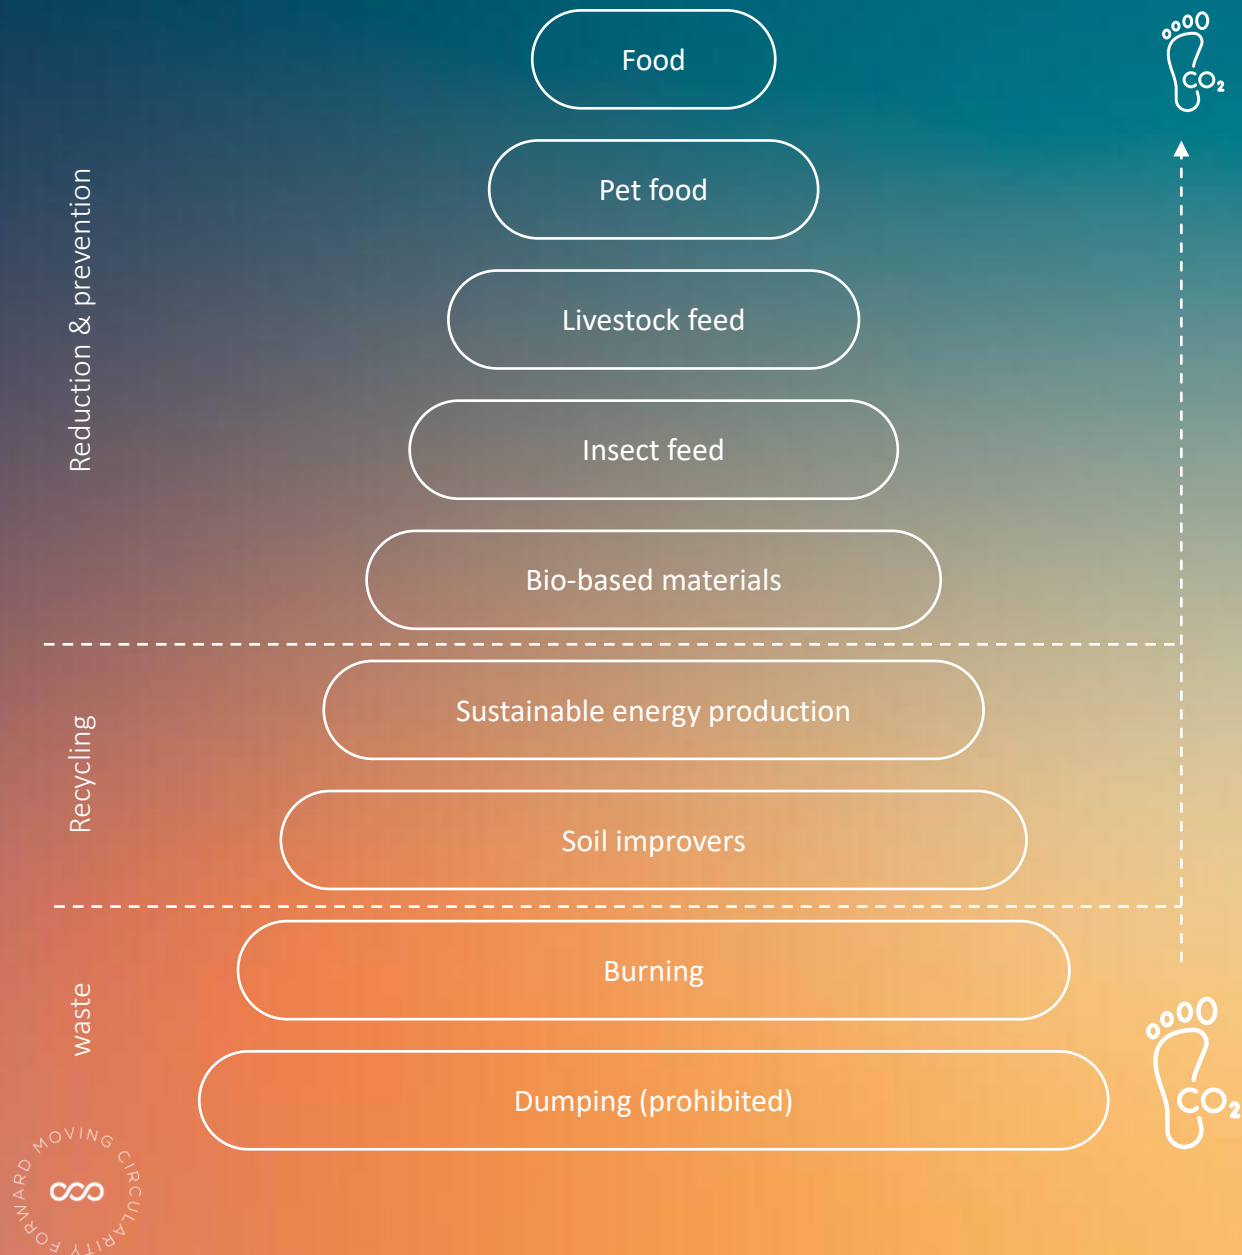 Food
CO₂
Pet food
Reduction & prevention
Livestock feed
Insect feed
Bio-based materials
Sustainable energy production
Recycling
Soil improvers
Burning
waste
Dumping (prohibited)
CO₂
MOVING CIRCULARITY FORWARD